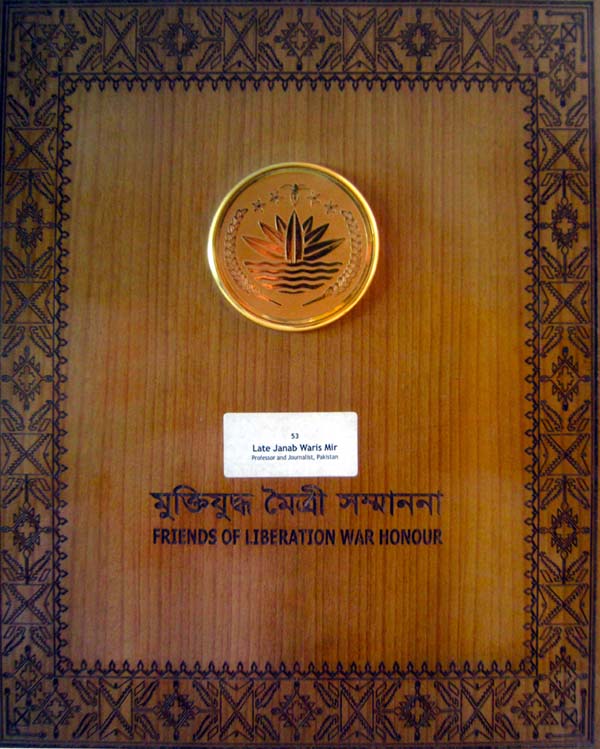 53
Late Janab Waris Mir
Professor and Journalist, Pakistan
মুক্তিযুদ্ধ মৈত্রী সম্মাননা
FRIENDS OF LIBERATION WAR HONOUR